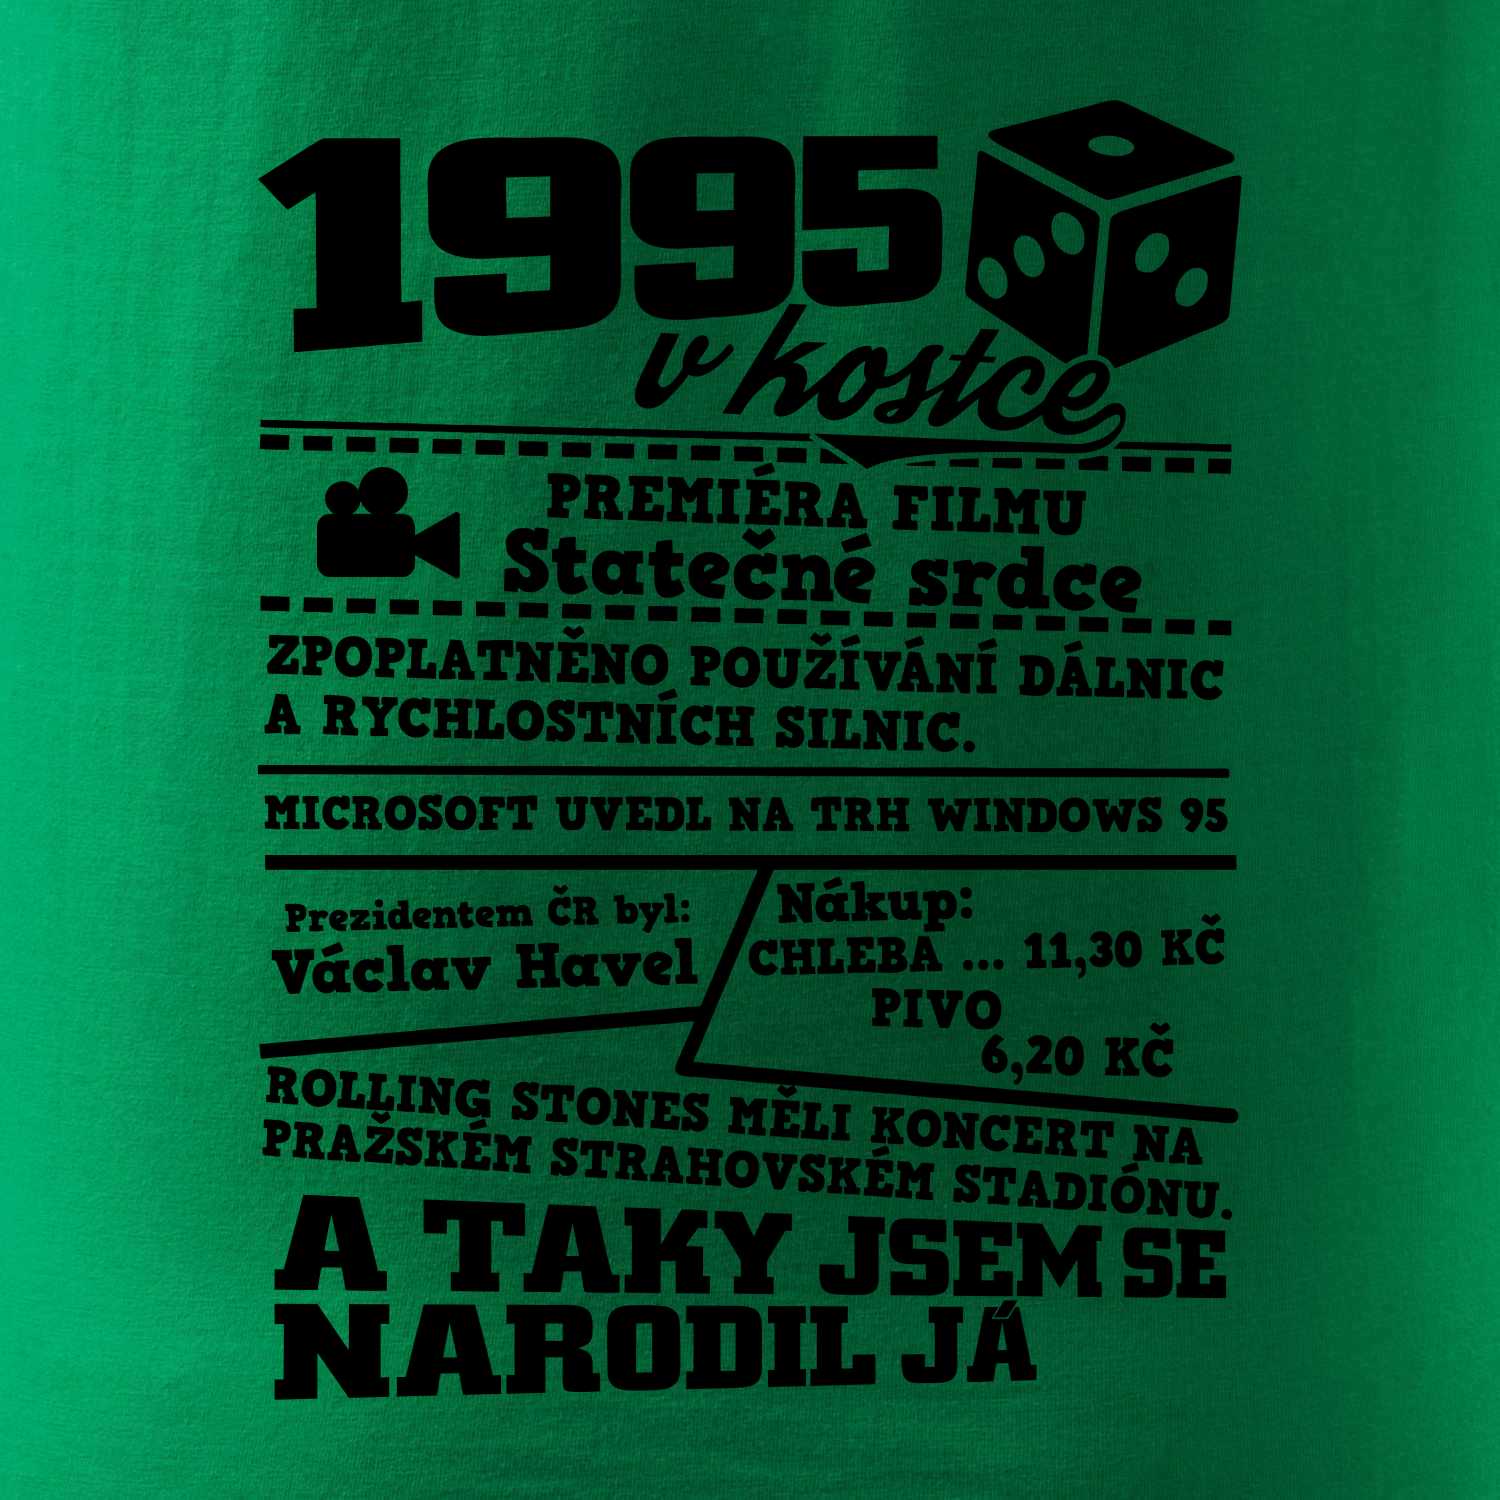 1995
v kostce
PREMIÉRA FILMU
Statečné srdce
ZPOPLATNĚNO POUŽÍVÁNÍ DÁLNIC
A RYCHLOSTNÍCH SILNIC.
MICROSOFT UVEDL NA TRH WINDOWS 95
Prezidentem ČR byl:
Václav Havel
Nákup:
CHLEBA ... 11,30 KČ
PIVO
6,20 KČ
ROLLING STONES MĚLI KONCERT NA
PRAŽSKÉM STRAHOVSKÉM STADIÓNU.
A TAKY JSEM SE
NARODIL JÁ